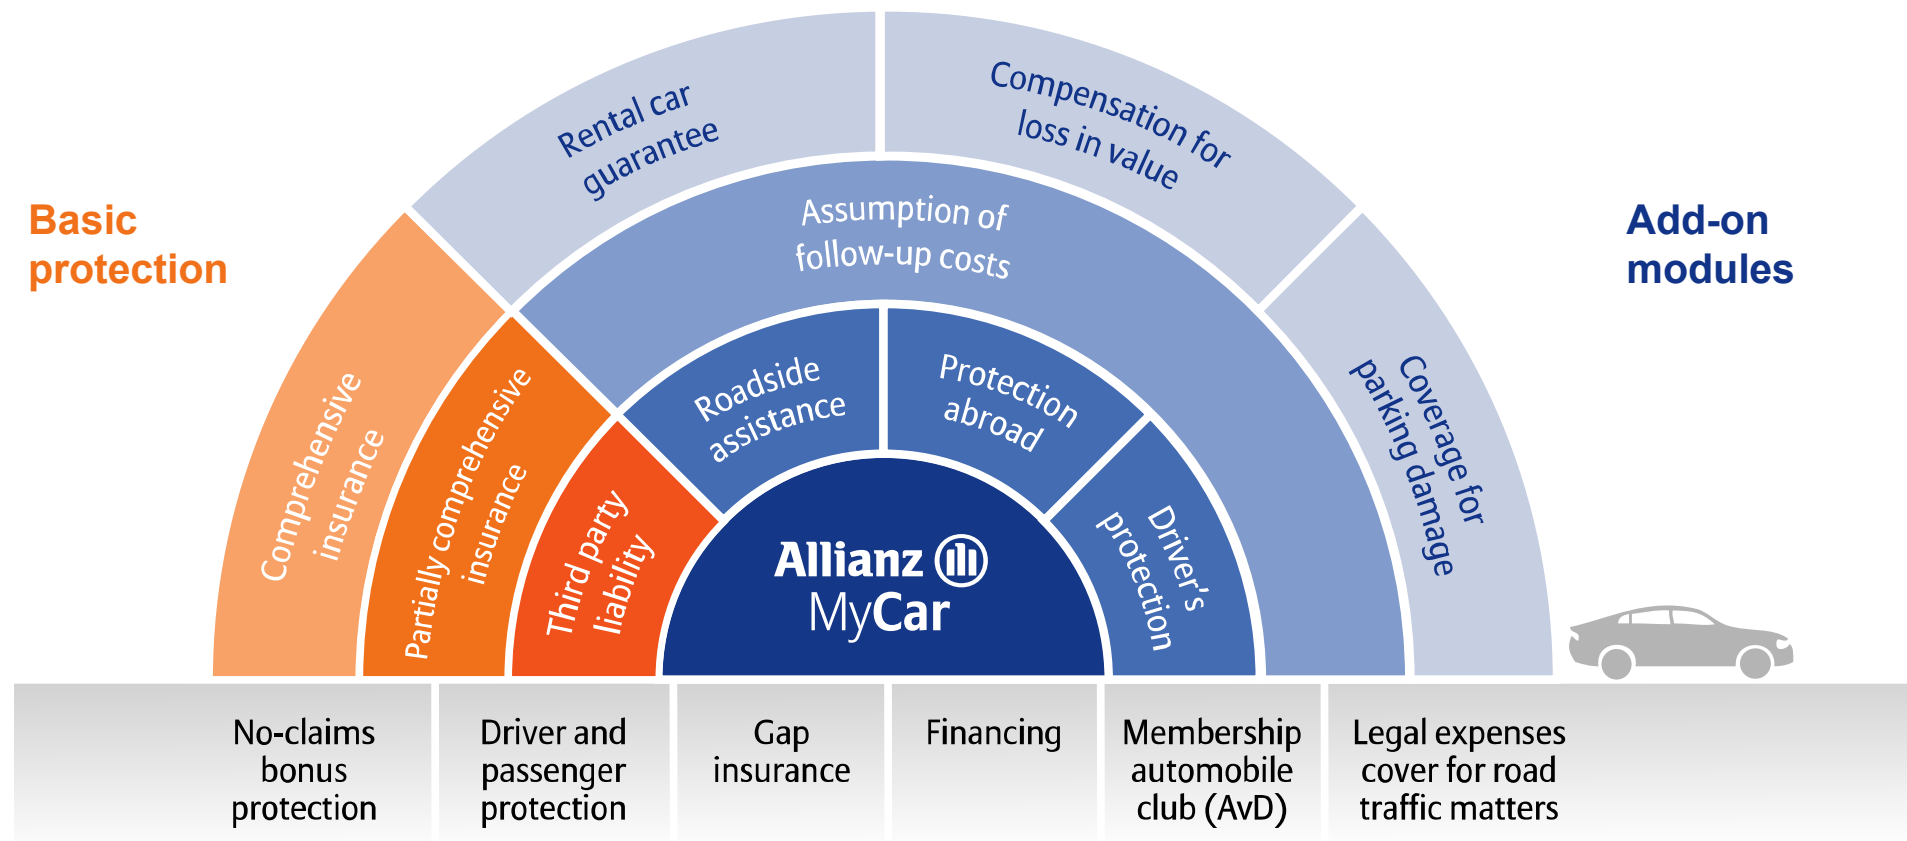 Basic
protection
Add-on
modules
Rental car
guarantee
Compensation for
loss in value
Coverage for
parking damage
Assumption of
follow-up costs
Roadside
assistance
Protection
abroad
Driver's
protection
Comprehensive
insurance
Partially comprehensive
insurance
Third party
liability
Allianz
MyCar
No-claims
bonus
protection
Driver and
passenger
protection
Gap
insurance
Financing
Membership
automobile
club (AvD)
Legal expenses
cover for road
traffic matters